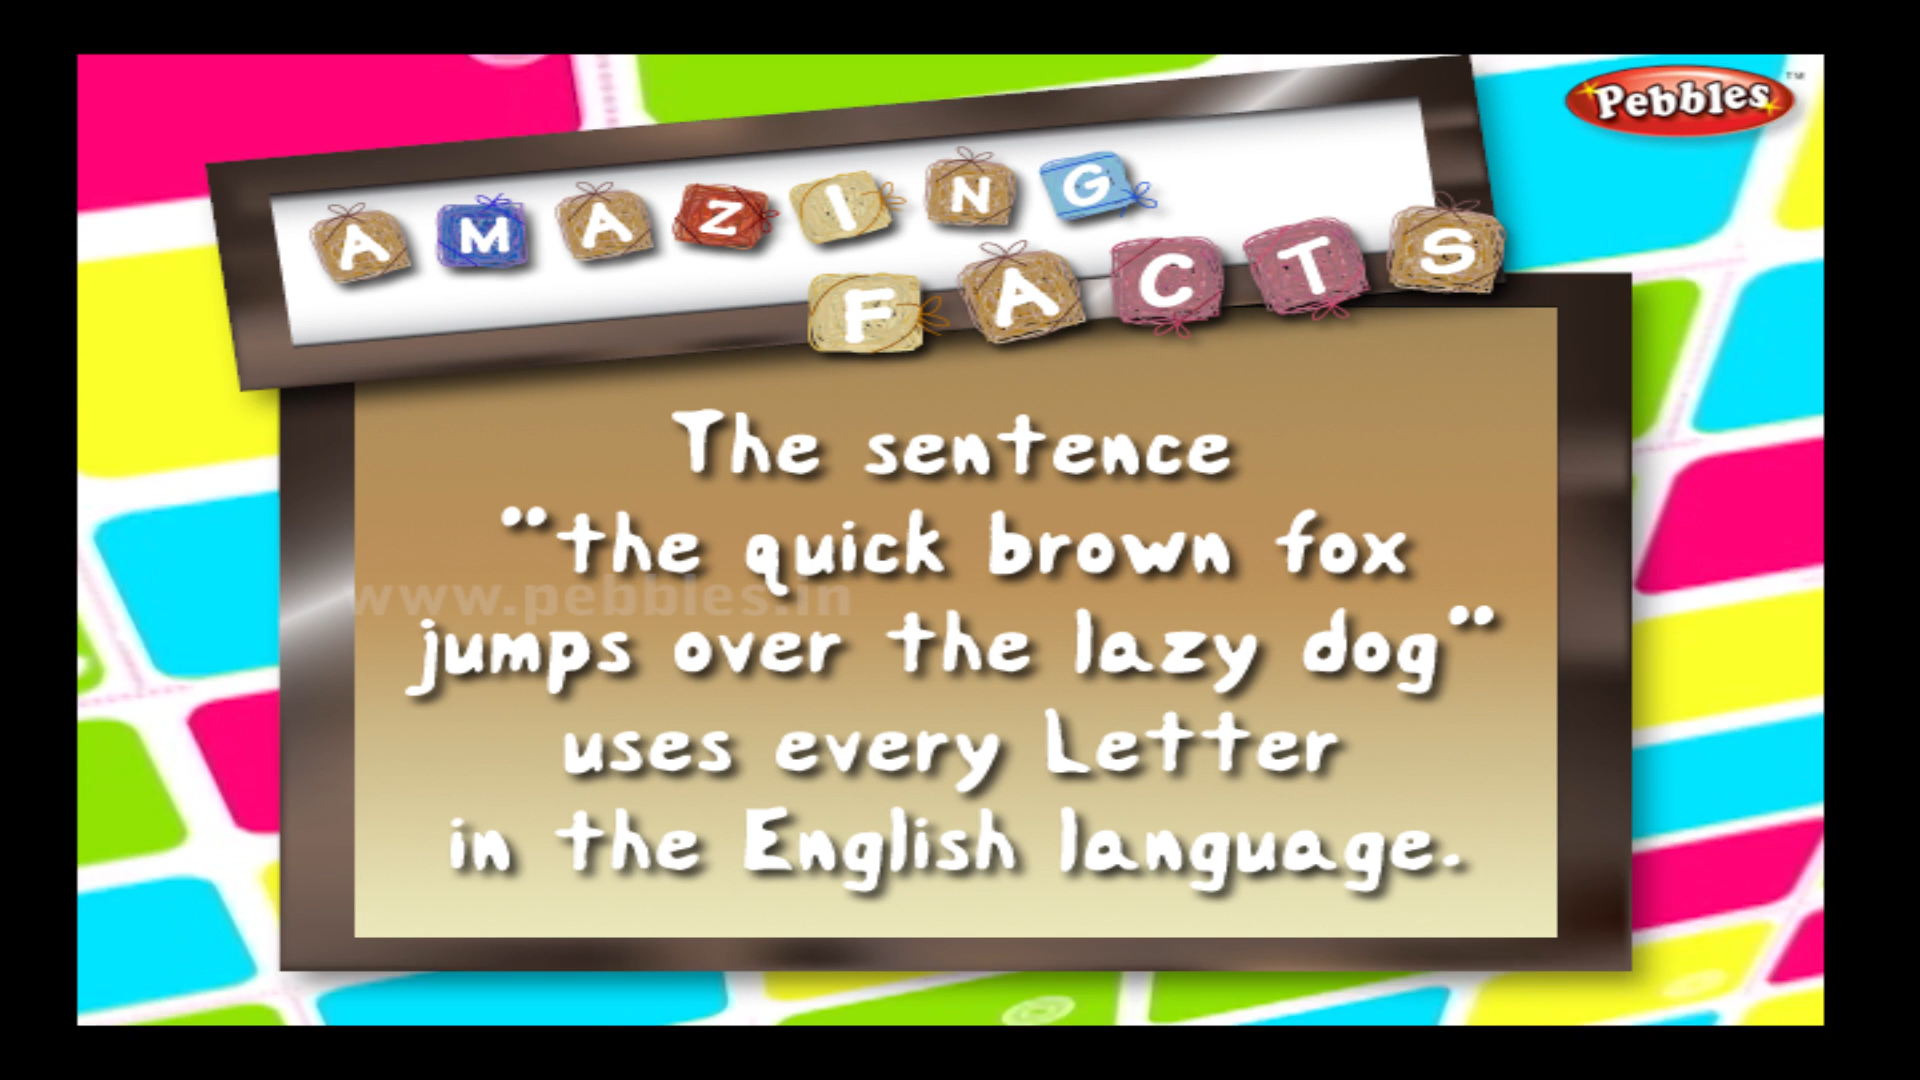 Pebbles™
AMAZING
FACTS
The sentence
"the quick brown fox
www.pebbles.in
jumps over the lazy dog"
uses every Letter
in the English language.